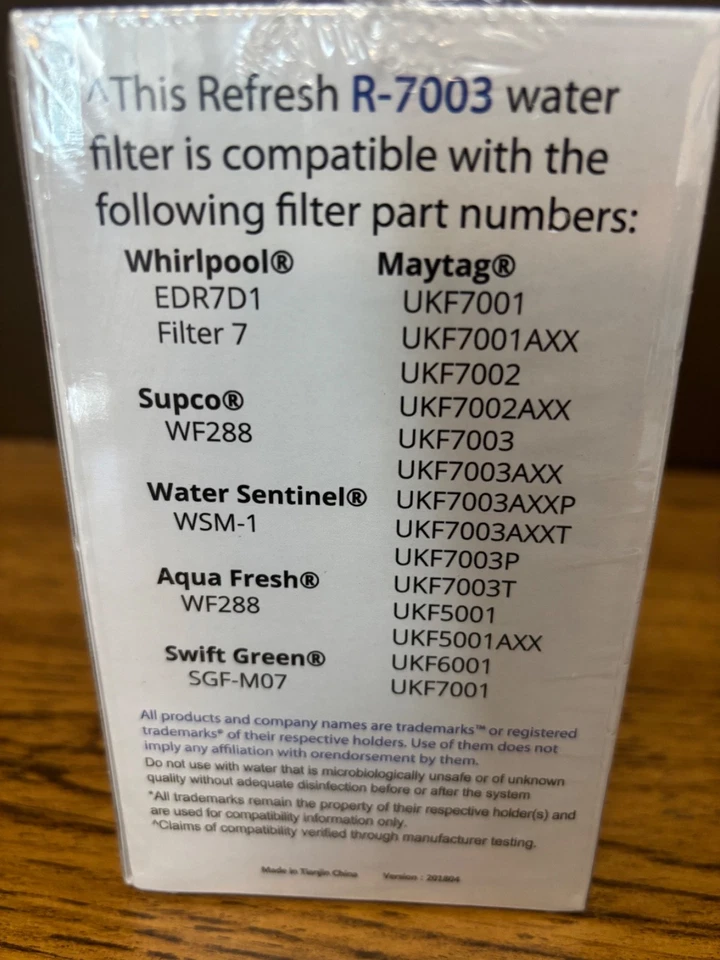 ^This Refresh R-7003 water
filter is compatible with the
following filter part numbers:
Whirlpool®
EDR7D1
Filter 7
Supco®
WF288
Water Sentinel®
WSM-1
Aqua Fresh®
WF288
Swift Green®
SGF-M07
Maytag®
UKF7001
UKF7001AXX
UKF7002
UKF7002AXX
UKF7003
UKF7003AXX
UKF7003AXXP
UKF7003AXXT
UKF7003P
UKF7003T
UKF5001
UKF5001AXX
UKF6001
UKF7001
All products and company names are trademarks™ or registered
trademarks® of their respective holders. Use of them does not
imply any affiliation with orendorsement by them.
Do not use with water that is microbiologically unsafe or of unknown
quality without adequate disinfection before or after the system
*All trademarks remain the property of their respective holder(s) and
are used for compatibility information only.
^Claims of compatibility verified through manufacturer testing.
Made in Tianjin China Version : 201804